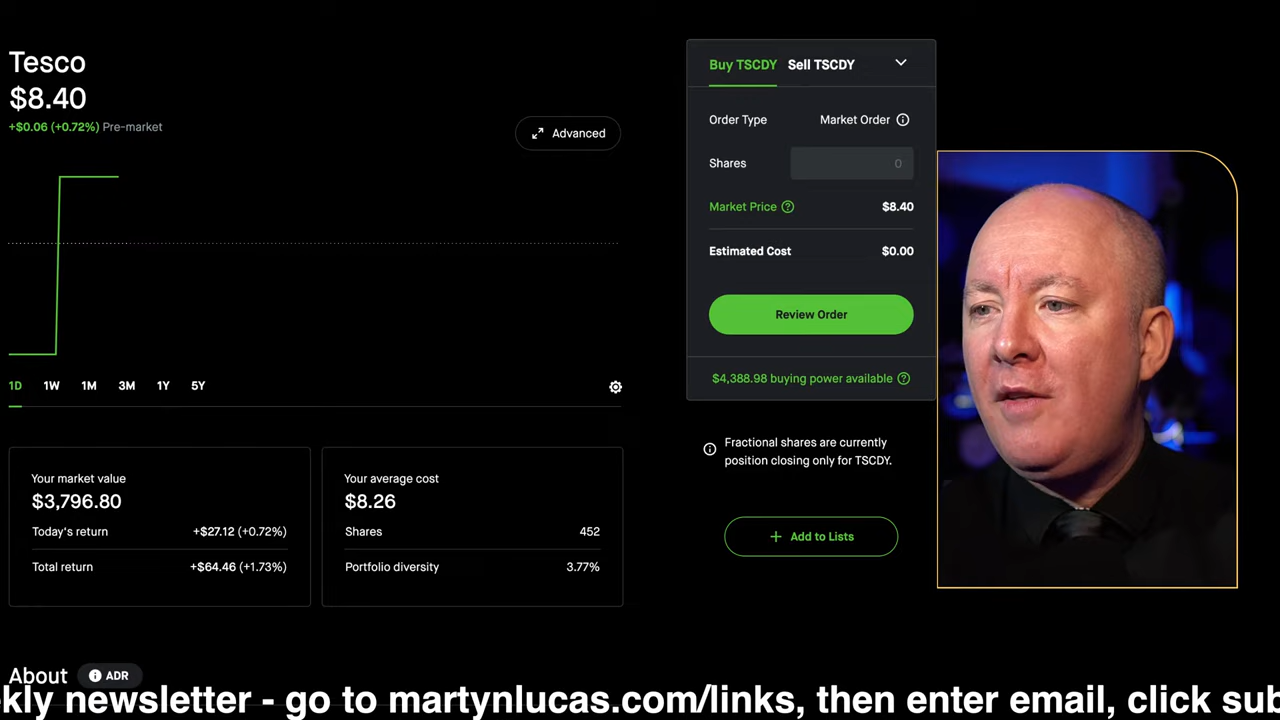 Tesco
$8.40
+$0.06 (+0.72%) Pre-market
Advanced
1D 1W 1M 3M 1Y 5Y
Your market value
$3,796.80
Today's return +$27.12 (+0.72%)
Total return +$64.46 (+1.73%)
Your average cost
$8.26
Shares 452
Portfolio diversity 3.77%
About ADR
Buy TSCDY Sell TSCDY
Order Type Market Order
Shares 0
Market Price $8.40
Estimated Cost $0.00
Review Order
$4,388.98 buying power available
Fractional shares are currently
position closing only for TSCDY.
+ Add to Lists
kly newsletter - go to martynlucas.com/links, then enter email, click sub